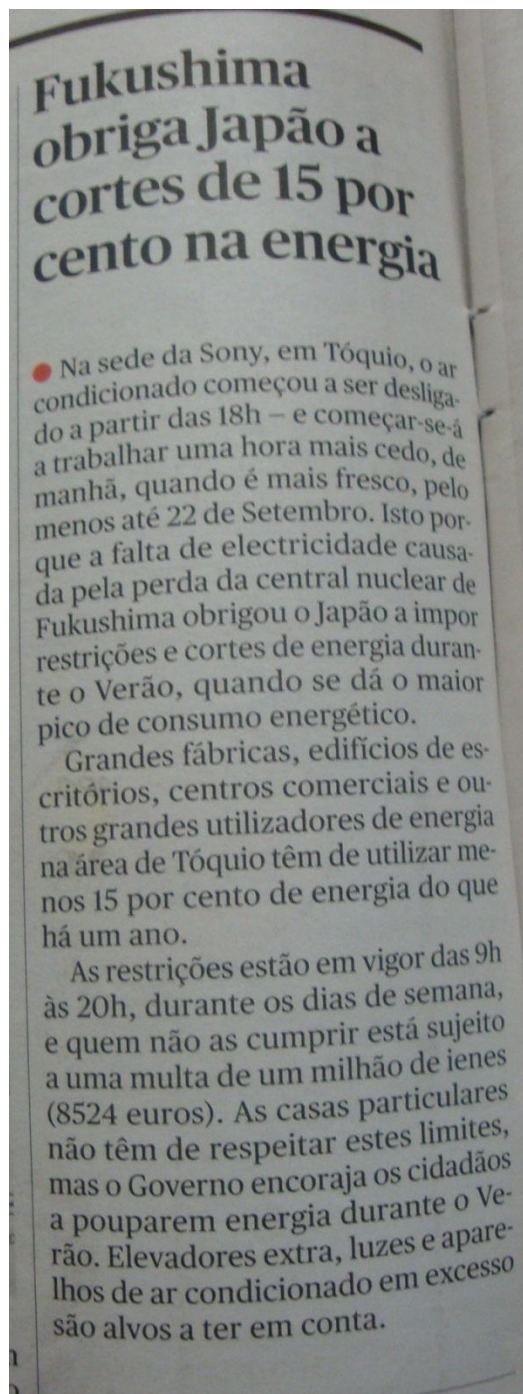 Fukushima
obriga Japão a
cortes de 15 por
cento na energia
Na sede da Sony, em Tóquio, o ar
condicionado começou a ser desliga-
do a partir das 18h – e começar-se-á
a trabalhar uma hora mais cedo, de
manhã, quando é mais fresco, pelo
menos até 22 de Setembro. Isto por-
que a falta de electricidade causa-
da pela perda da central nuclear de
Fukushima obrigou o Japão a impor
restrições e cortes de energia duran-
te o Verão, quando se dá o maior
pico de consumo energético.
Grandes fábricas, edifícios de es-
critórios, centros comerciais e ou-
tros grandes utilizadores de energia
na área de Tóquio têm de utilizar me-
nos 15 por cento de energia do que
há um ano.
As restrições estão em vigor das 9h
às 20h, durante os dias de semana,
e quem não as cumprir está sujeito
a uma multa de um milhão de ienes
(8524 euros). As casas particulares
não têm de respeitar estes limites,
mas o Governo encoraja os cidadãos
a pouparem energia durante o Ve-
rão. Elevadores extra, luzes e apare-
lhos de ar condicionado em excesso
são alvos a ter em conta.